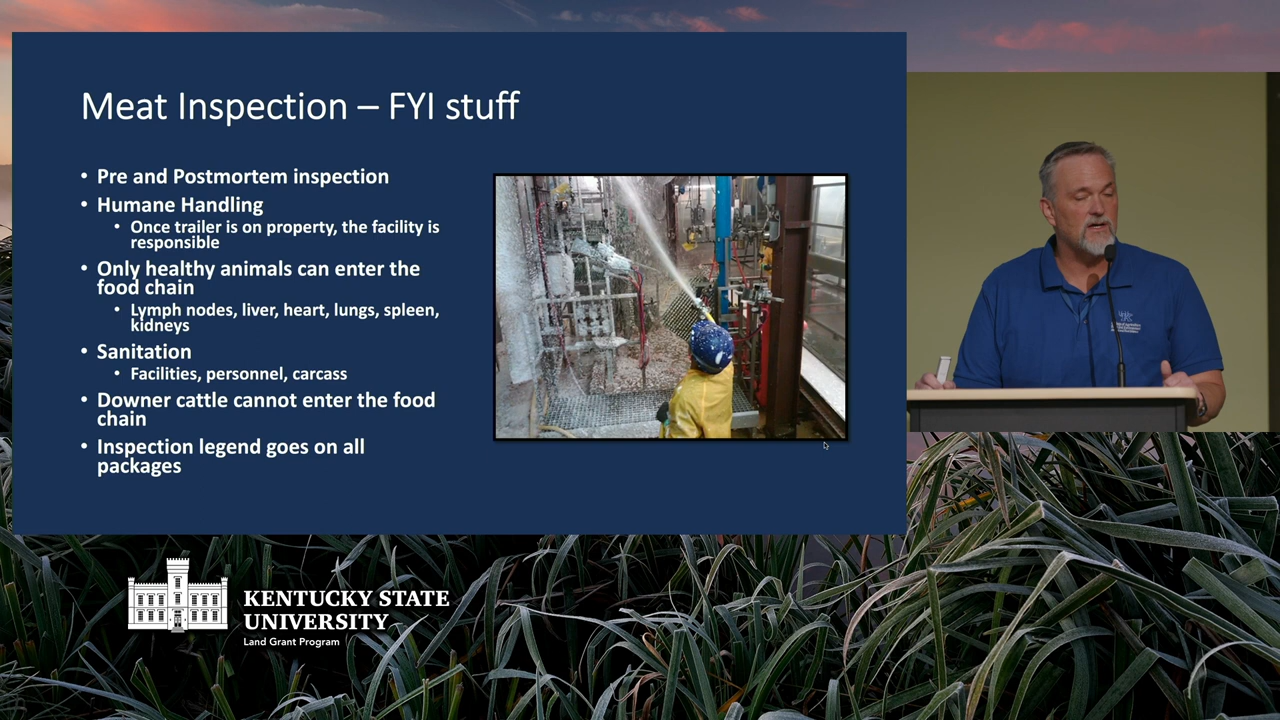 Meat Inspection – FYI stuff
• Pre and Postmortem inspection
• Humane Handling
• Once trailer is on property, the facility is
responsible
• Only healthy animals can enter the
food chain
• Lymph nodes, liver, heart, lungs, spleen,
kidneys
• Sanitation
• Facilities, personnel, carcass
• Downer cattle cannot enter the food
chain
• Inspection legend goes on all
packages
KENTUCKY STATE
UNIVERSITY
Land Grant Program